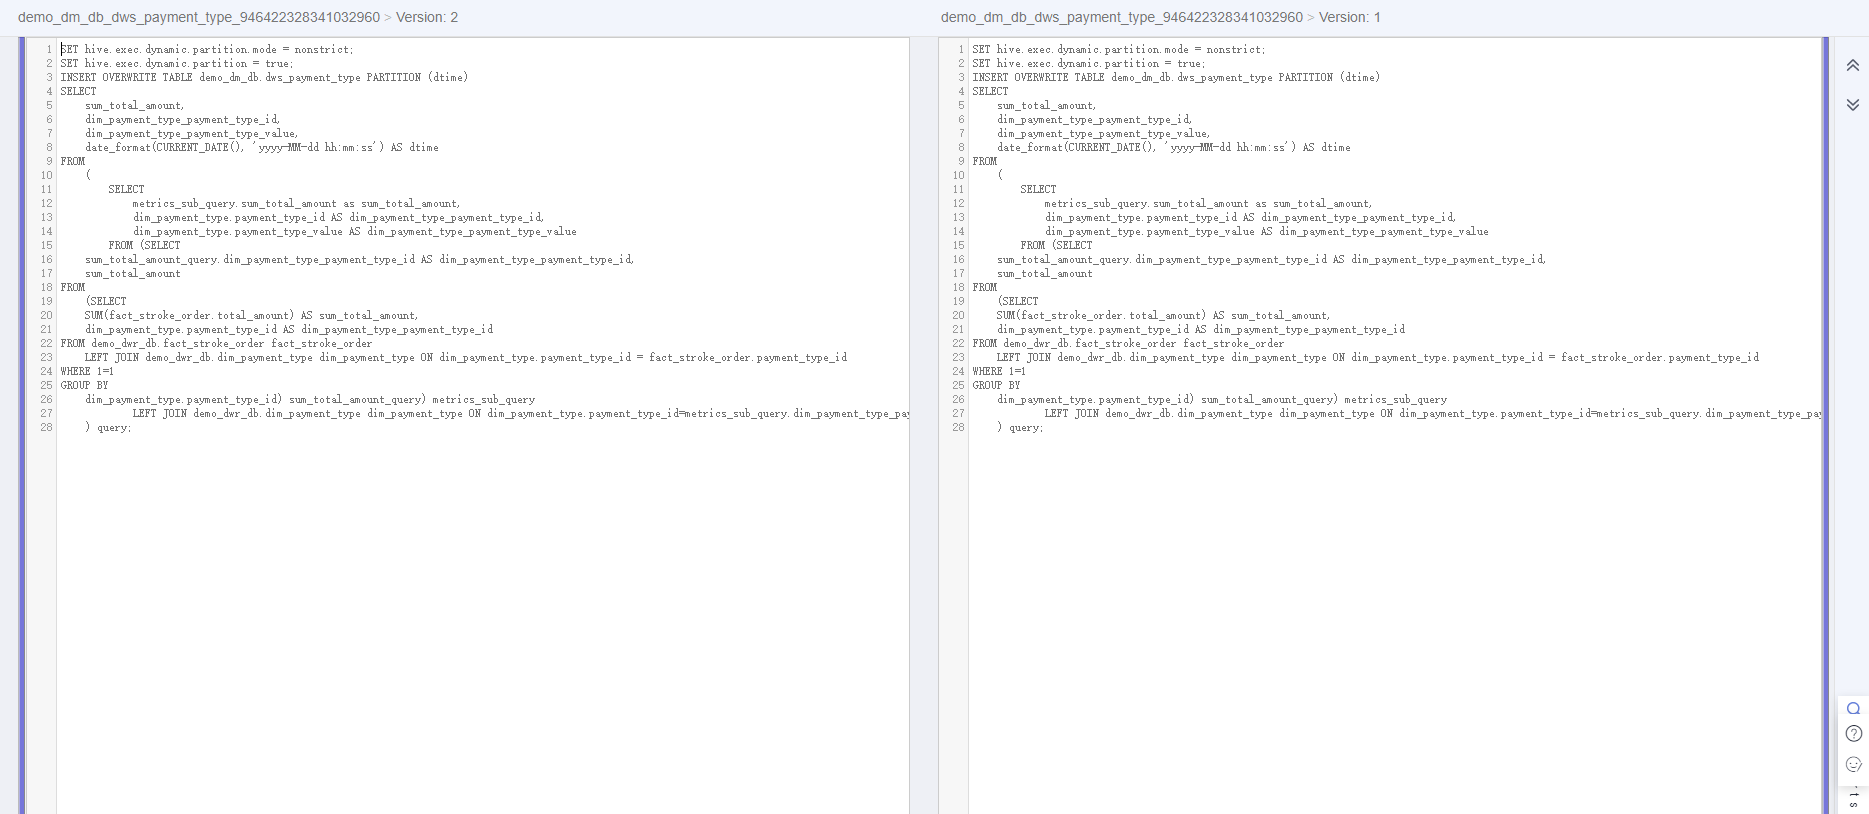 demo_dm_db_dws_payment_type_946422328341032960 > Version: 2
1 SET hive.exec.dynamic.partition.mode = nonstrict;
2 SET hive.exec.dynamic.partition = true;
3 INSERT OVERWRITE TABLE demo_dm_db.dws_payment_type PARTITION (dtime)
4 SELECT
5 sum_total_amount,
6 dim_payment_type_payment_type_id,
7 dim_payment_type_payment_type_value,
8 date_format(CURRENT_DATE(), 'yyyy-MM-dd hh:mm:ss') AS dtime
9 FROM
10 (
11 SELECT
12 metrics_sub_query.sum_total_amount as sum_total_amount,
13 dim_payment_type.payment_type_id AS dim_payment_type_payment_type_id,
14 dim_payment_type.payment_type_value AS dim_payment_type_payment_type_value
15 FROM (SELECT
16 sum_total_amount_query.dim_payment_type_payment_type_id AS dim_payment_type_payment_type_id,
17 sum_total_amount
18 FROM
19 (SELECT
20 SUM(fact_stroke_order.total_amount) AS sum_total_amount,
21 dim_payment_type.payment_type_id AS dim_payment_type_payment_type_id
22 FROM demo_dwr_db.fact_stroke_order fact_stroke_order
23 LEFT JOIN demo_dwr_db.dim_payment_type dim_payment_type ON dim_payment_type.payment_type_id = fact_stroke_order.payment_type_id
24 WHERE 1=1
25 GROUP BY
26 dim_payment_type.payment_type_id) sum_total_amount_query) metrics_sub_query
27 LEFT JOIN demo_dwr_db.dim_payment_type dim_payment_type ON dim_payment_type.payment_type_id=metrics_sub_query.dim_payment_type_pay
28 ) query;
demo_dm_db_dws_payment_type_946422328341032960 > Version: 1
1 SET hive.exec.dynamic.partition.mode = nonstrict;
2 SET hive.exec.dynamic.partition = true;
3 INSERT OVERWRITE TABLE demo_dm_db.dws_payment_type PARTITION (dtime)
4 SELECT
5 sum_total_amount,
6 dim_payment_type_payment_type_id,
7 dim_payment_type_payment_type_value,
8 date_format(CURRENT_DATE(), 'yyyy-MM-dd hh:mm:ss') AS dtime
9 FROM
10 (
11 SELECT
12 metrics_sub_query.sum_total_amount as sum_total_amount,
13 dim_payment_type.payment_type_id AS dim_payment_type_payment_type_id,
14 dim_payment_type.payment_type_value AS dim_payment_type_payment_type_value
15 FROM (SELECT
16 sum_total_amount_query.dim_payment_type_payment_type_id AS dim_payment_type_payment_type_id,
17 sum_total_amount
18 FROM
19 (SELECT
20 SUM(fact_stroke_order.total_amount) AS sum_total_amount,
21 dim_payment_type.payment_type_id AS dim_payment_type_payment_type_id
22 FROM demo_dwr_db.fact_stroke_order fact_stroke_order
23 LEFT JOIN demo_dwr_db.dim_payment_type dim_payment_type ON dim_payment_type.payment_type_id = fact_stroke_order.payment_type_id
24 WHERE 1=1
25 GROUP BY
26 dim_payment_type.payment_type_id) sum_total_amount_query) metrics_sub_query
27 LEFT JOIN demo_dwr_db.dim_payment_type dim_payment_type ON dim_payment_type.payment_type_id=metrics_sub_query.dim_payment_type_pay
28 ) query;